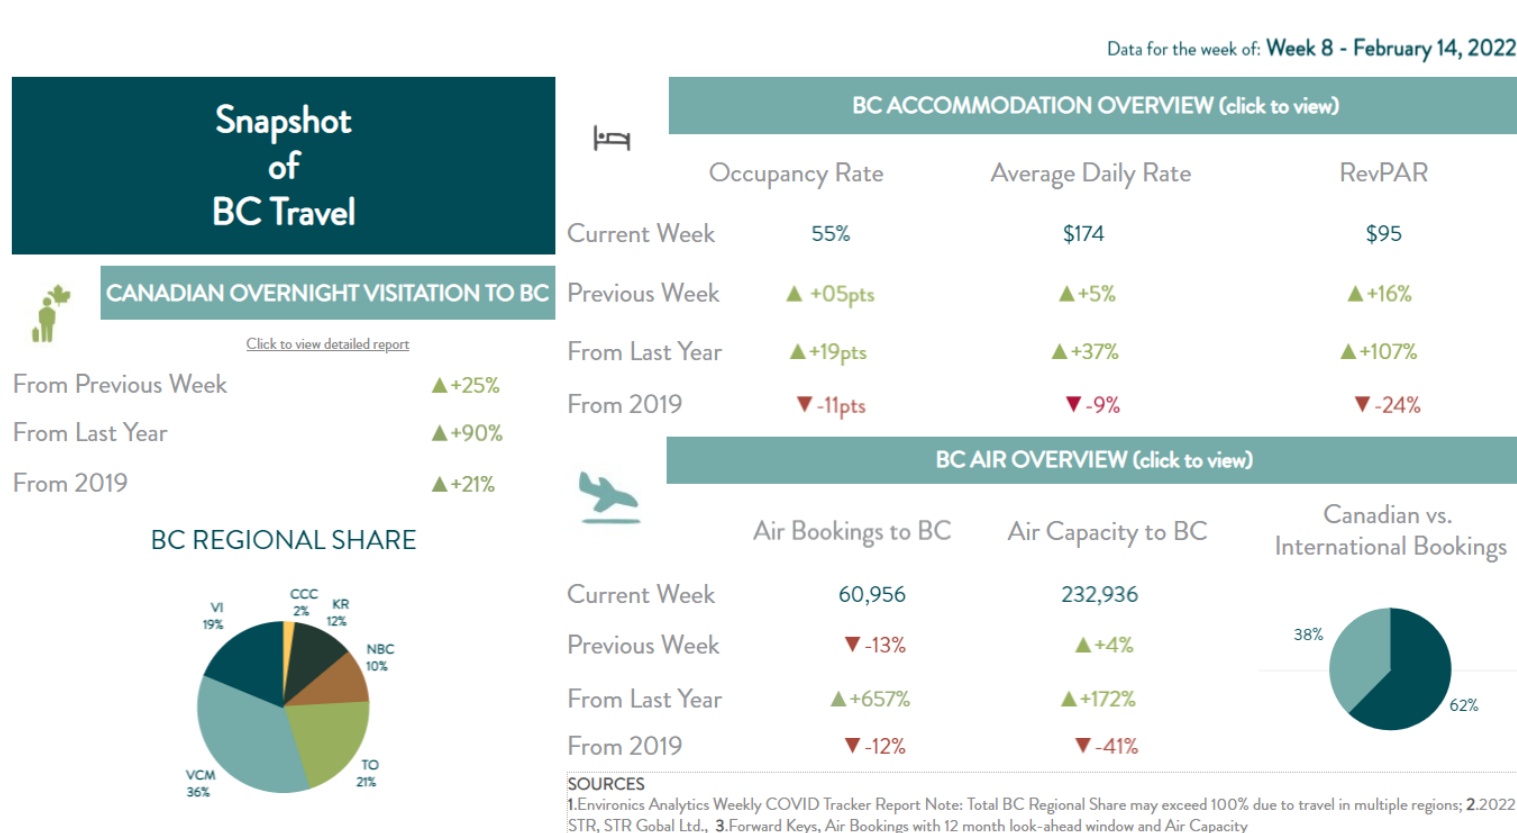 Data for the week of: Week 8 - February 14, 2022
Snapshot
of
BC Travel
CANADIAN OVERNIGHT VISITATION TO BC
Click to view detailed report
From Previous Week ▲+25%
From Last Year ▲+90%
From 2019 ▲+21%
BC REGIONAL SHARE
CCC
2%
KR
12%
NBC
10%
TO
21%
VCM
36%
VI
19%
BC ACCOMMODATION OVERVIEW (click to view)
Occupancy Rate Average Daily Rate RevPAR
Current Week 55% $174 $95
Previous Week ▲ +05pts ▲+5% ▲+16%
From Last Year ▲+19pts ▲+37% ▲+107%
From 2019 ▼-11pts ▼-9% ▼-24%
BC AIR OVERVIEW (click to view)
Air Bookings to BC Air Capacity to BC
Canadian vs.
International Bookings
Current Week 60,956 232,936
Previous Week ▼-13% ▲+4%
From Last Year ▲+657% ▲+172%
From 2019 ▼-12% ▼-41%
38%
62%
SOURCES
1.Environics Analytics Weekly COVID Tracker Report Note: Total BC Regional Share may exceed 100% due to travel in multiple regions; 2.2022
STR, STR Gobal Ltd., 3.Forward Keys, Air Bookings with 12 month look-ahead window and Air Capacity